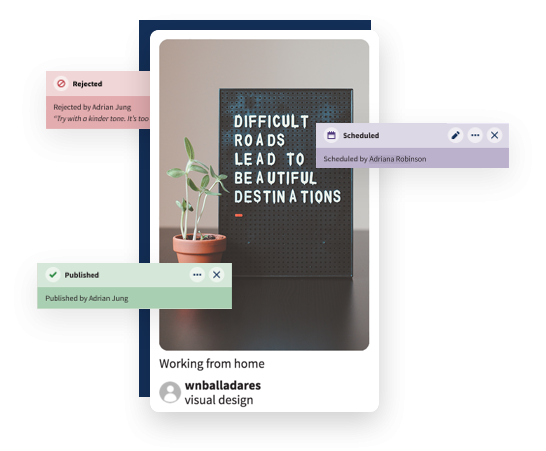 Rejected
Rejected by Adrian Jung
"Try with a kinder tone. It's too
DIFFICULT
ROADS
LEAD TO
BEAUTIFUL
DESTINATIONS
Scheduled
Scheduled by Adriana Robinson
Published
Published by Adrian Jung
Working from home
wnballadares
visual design